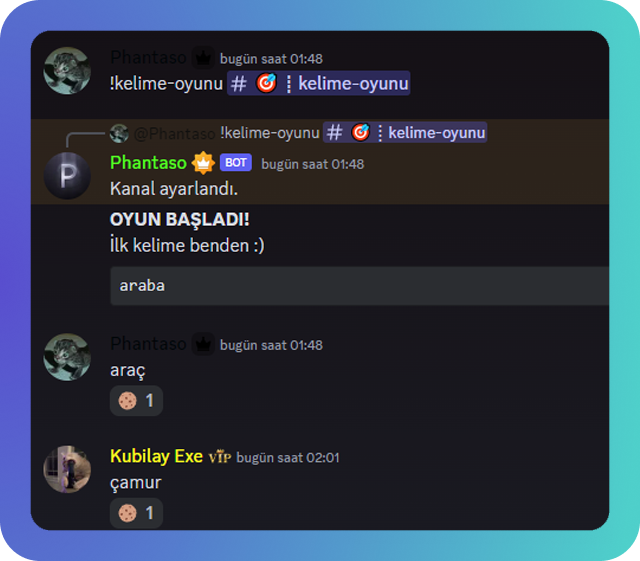 Phantaso bugün saat 01:48
!kelime-oyunu # 🎯┊kelime-oyunu
@Phantaso !kelime-oyunu # 🎯┊kelime-oyunu
P
Phantaso BOT bugün saat 01:48
Kanal ayarlandı.
OYUN BAŞLADI!
İlk kelime benden :)
araba
Phantaso bugün saat 01:48
araç
🍪 1
Kubilay Exe VIP bugün saat 02:01
çamur
🍪 1